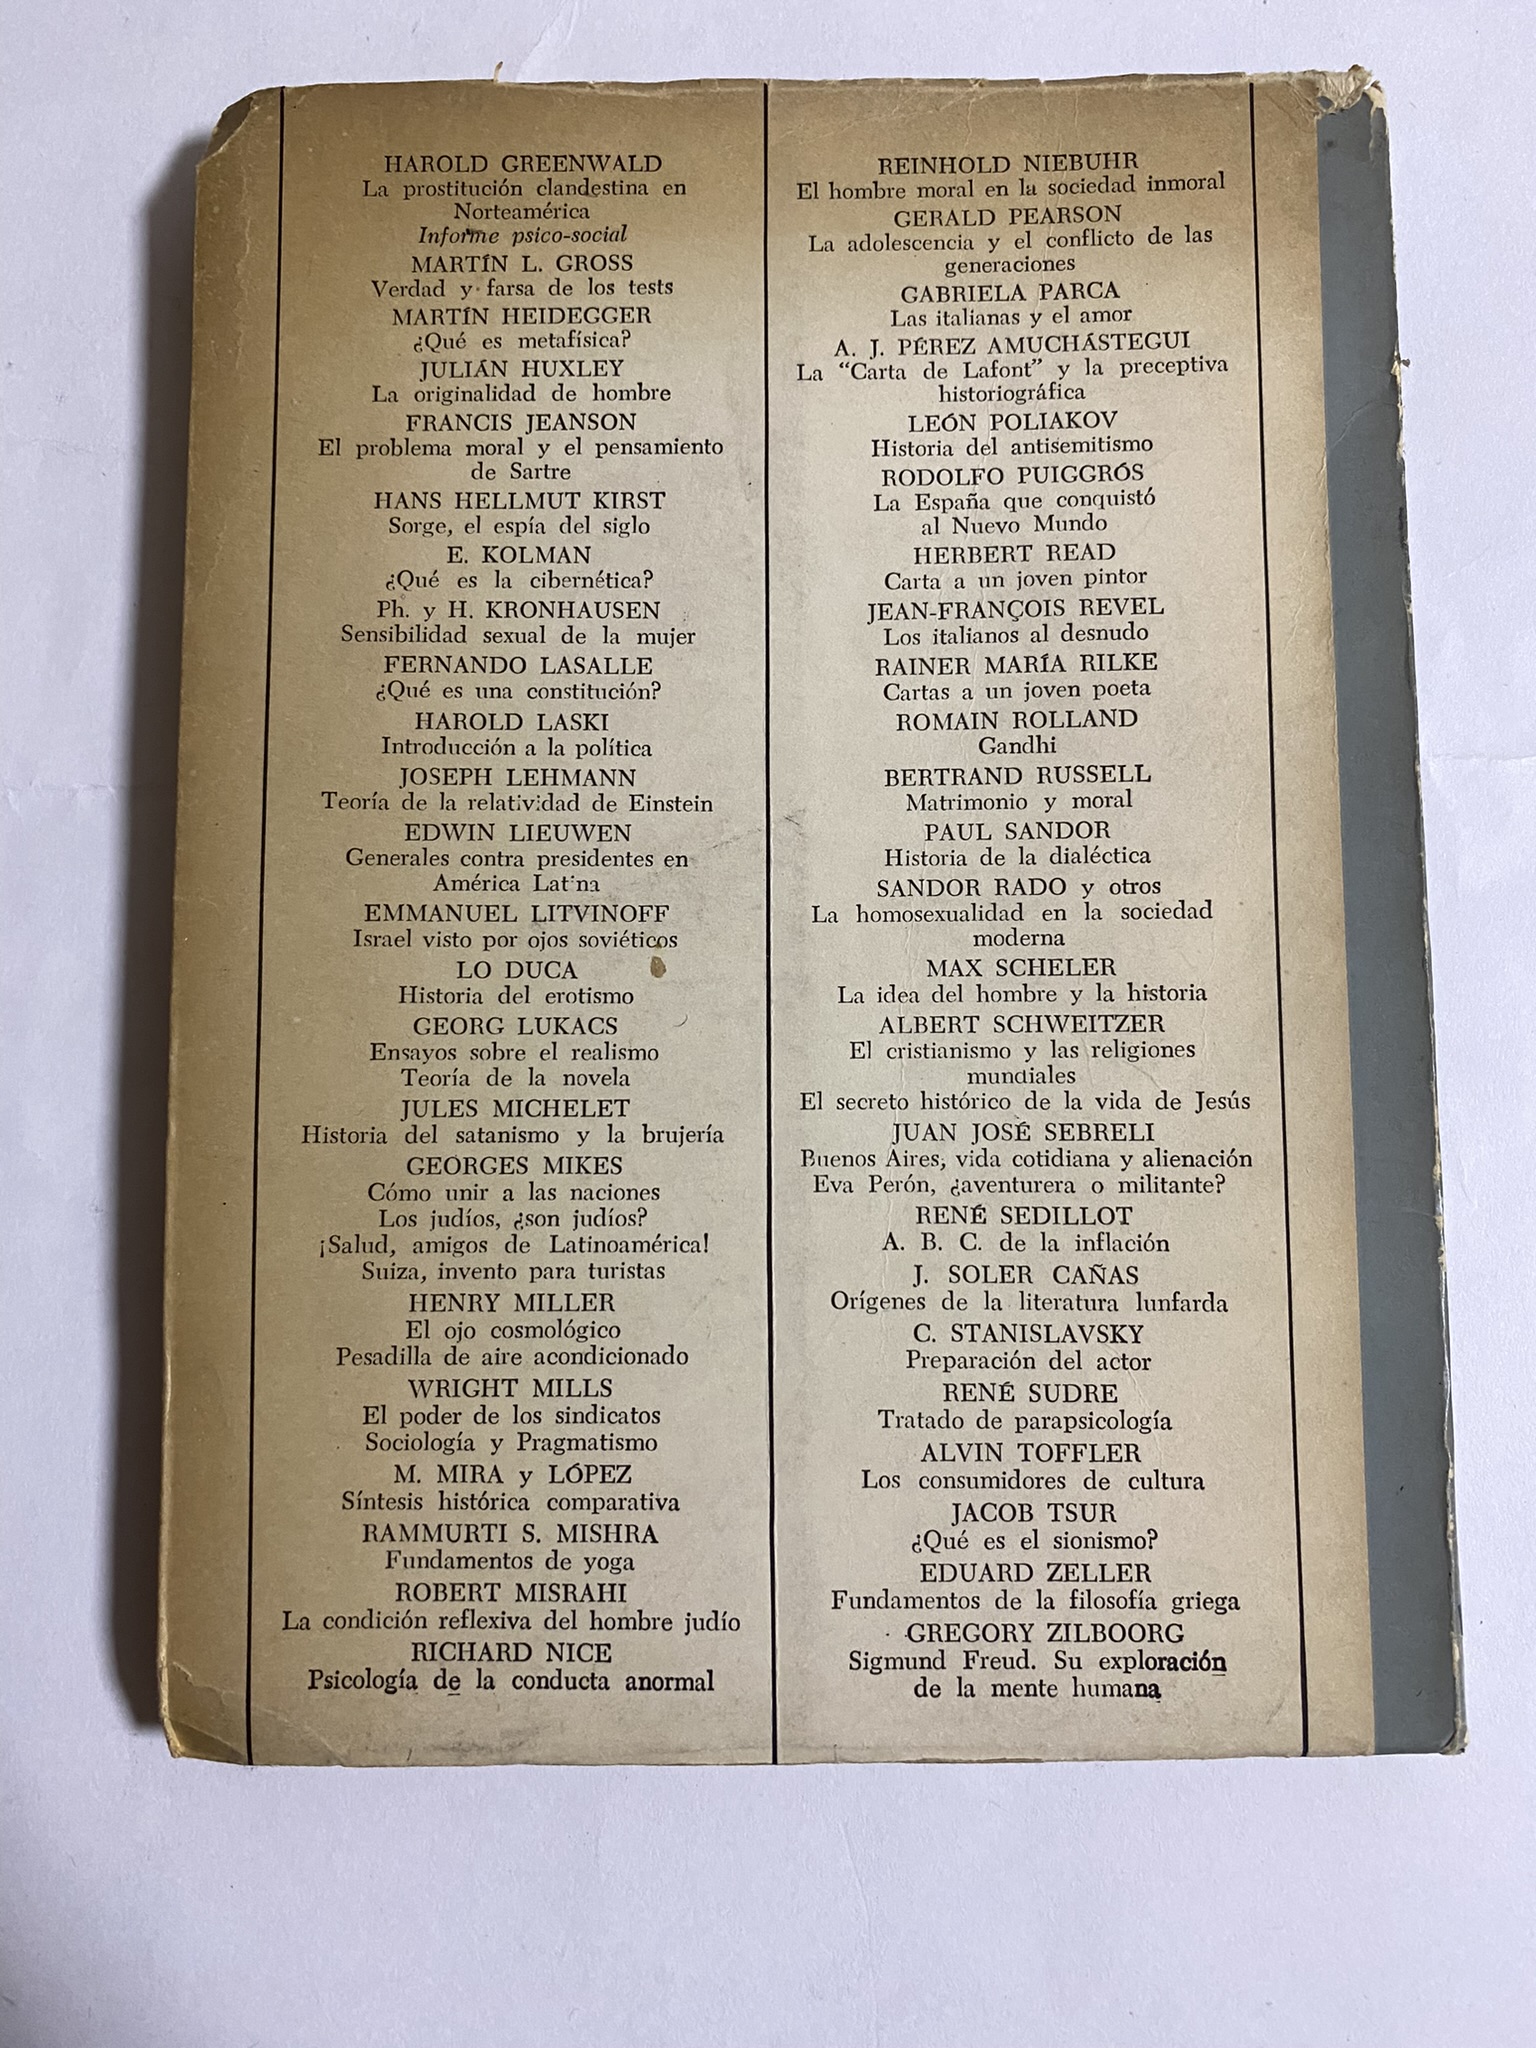 HAROLD GREENWALD
La prostitución clandestina en
Norteamérica
Informe psico-social
MARTÍN L. GROSS
Verdad y farsa de los tests
MARTÍN HEIDEGGER
¿Qué es metafísica?
JULIÁN HUXLEY
La originalidad de hombre
FRANCIS JEANSON
El problema moral y el pensamiento
de Sartre
HANS HELLMUT KIRST
Sorge, el espía del siglo
E. KOLMAN
¿Qué es la cibernética?
Ph. y H. KRONHAUSEN
Sensibilidad sexual de la mujer
FERNANDO LASALLE
¿Qué es una constitución?
HAROLD LASKI
Introducción a la política
JOSEPH LEHMANN
Teoría de la relatividad de Einstein
EDWIN LIEUWEN
Generales contra presidentes en
América Latina
EMMANUEL LITVINOFF
Israel visto por ojos soviéticos
LO DUCA
Historia del erotismo
GEORG LUKACS
Ensayos sobre el realismo
Teoría de la novela
JULES MICHELET
Historia del satanismo y la brujería
GEORGES MIKES
Cómo unir a las naciones
Los judíos, ¿son judíos?
¡Salud, amigos de Latinoamérica!
Suiza, invento para turistas
HENRY MILLER
El ojo cosmológico
Pesadilla de aire acondicionado
WRIGHT MILLS
El poder de los sindicatos
Sociología y Pragmatismo
M. MIRA y LÓPEZ
Síntesis histórica comparativa
RAMMURTI S. MISHRA
Fundamentos de yoga
ROBERT MISRAHI
La condición reflexiva del hombre judío
RICHARD NICE
Psicología de la conducta anormal
REINHOLD NIEBUHR
El hombre moral en la sociedad inmoral
GERALD PEARSON
La adolescencia y el conflicto de las
generaciones
GABRIELA PARCA
Las italianas y el amor
A. J. PÉREZ AMUCHÁSTEGUI
La "Carta de Lafont" y la preceptiva
historiográfica
LEÓN POLIAKOV
Historia del antisemitismo
RODOLFO PUIGGRÓS
La España que conquistó
al Nuevo Mundo
HERBERT READ
Carta a un joven pintor
JEAN-FRANÇOIS REVEL
Los italianos al desnudo
RAINER MARÍA RILKE
Cartas a un joven poeta
ROMAIN ROLLAND
Gandhi
BERTRAND RUSSELL
Matrimonio y moral
PAUL SANDOR
Historia de la dialéctica
SANDOR RADO y otros
La homosexualidad en la sociedad
moderna
MAX SCHELER
La idea del hombre y la historia
ALBERT SCHWEITZER
El cristianismo y las religiones
mundiales
El secreto histórico de la vida de Jesús
JUAN JOSÉ SEBRELI
Buenos Aires, vida cotidiana y alienación
Eva Perón, ¿aventurera o militante?
RENÉ SEDILLOT
A. B. C. de la inflación
J. SOLER CAÑAS
Orígenes de la literatura lunfarda
C. STANISLAVSKY
Preparación del actor
RENÉ SUDRE
Tratado de parapsicología
ALVIN TOFFLER
Los consumidores de cultura
JACOB TSUR
¿Qué es el sionismo?
EDUARD ZELLER
Fundamentos de la filosofía griega
GREGORY ZILBOORG
Sigmund Freud. Su exploración
de la mente humana